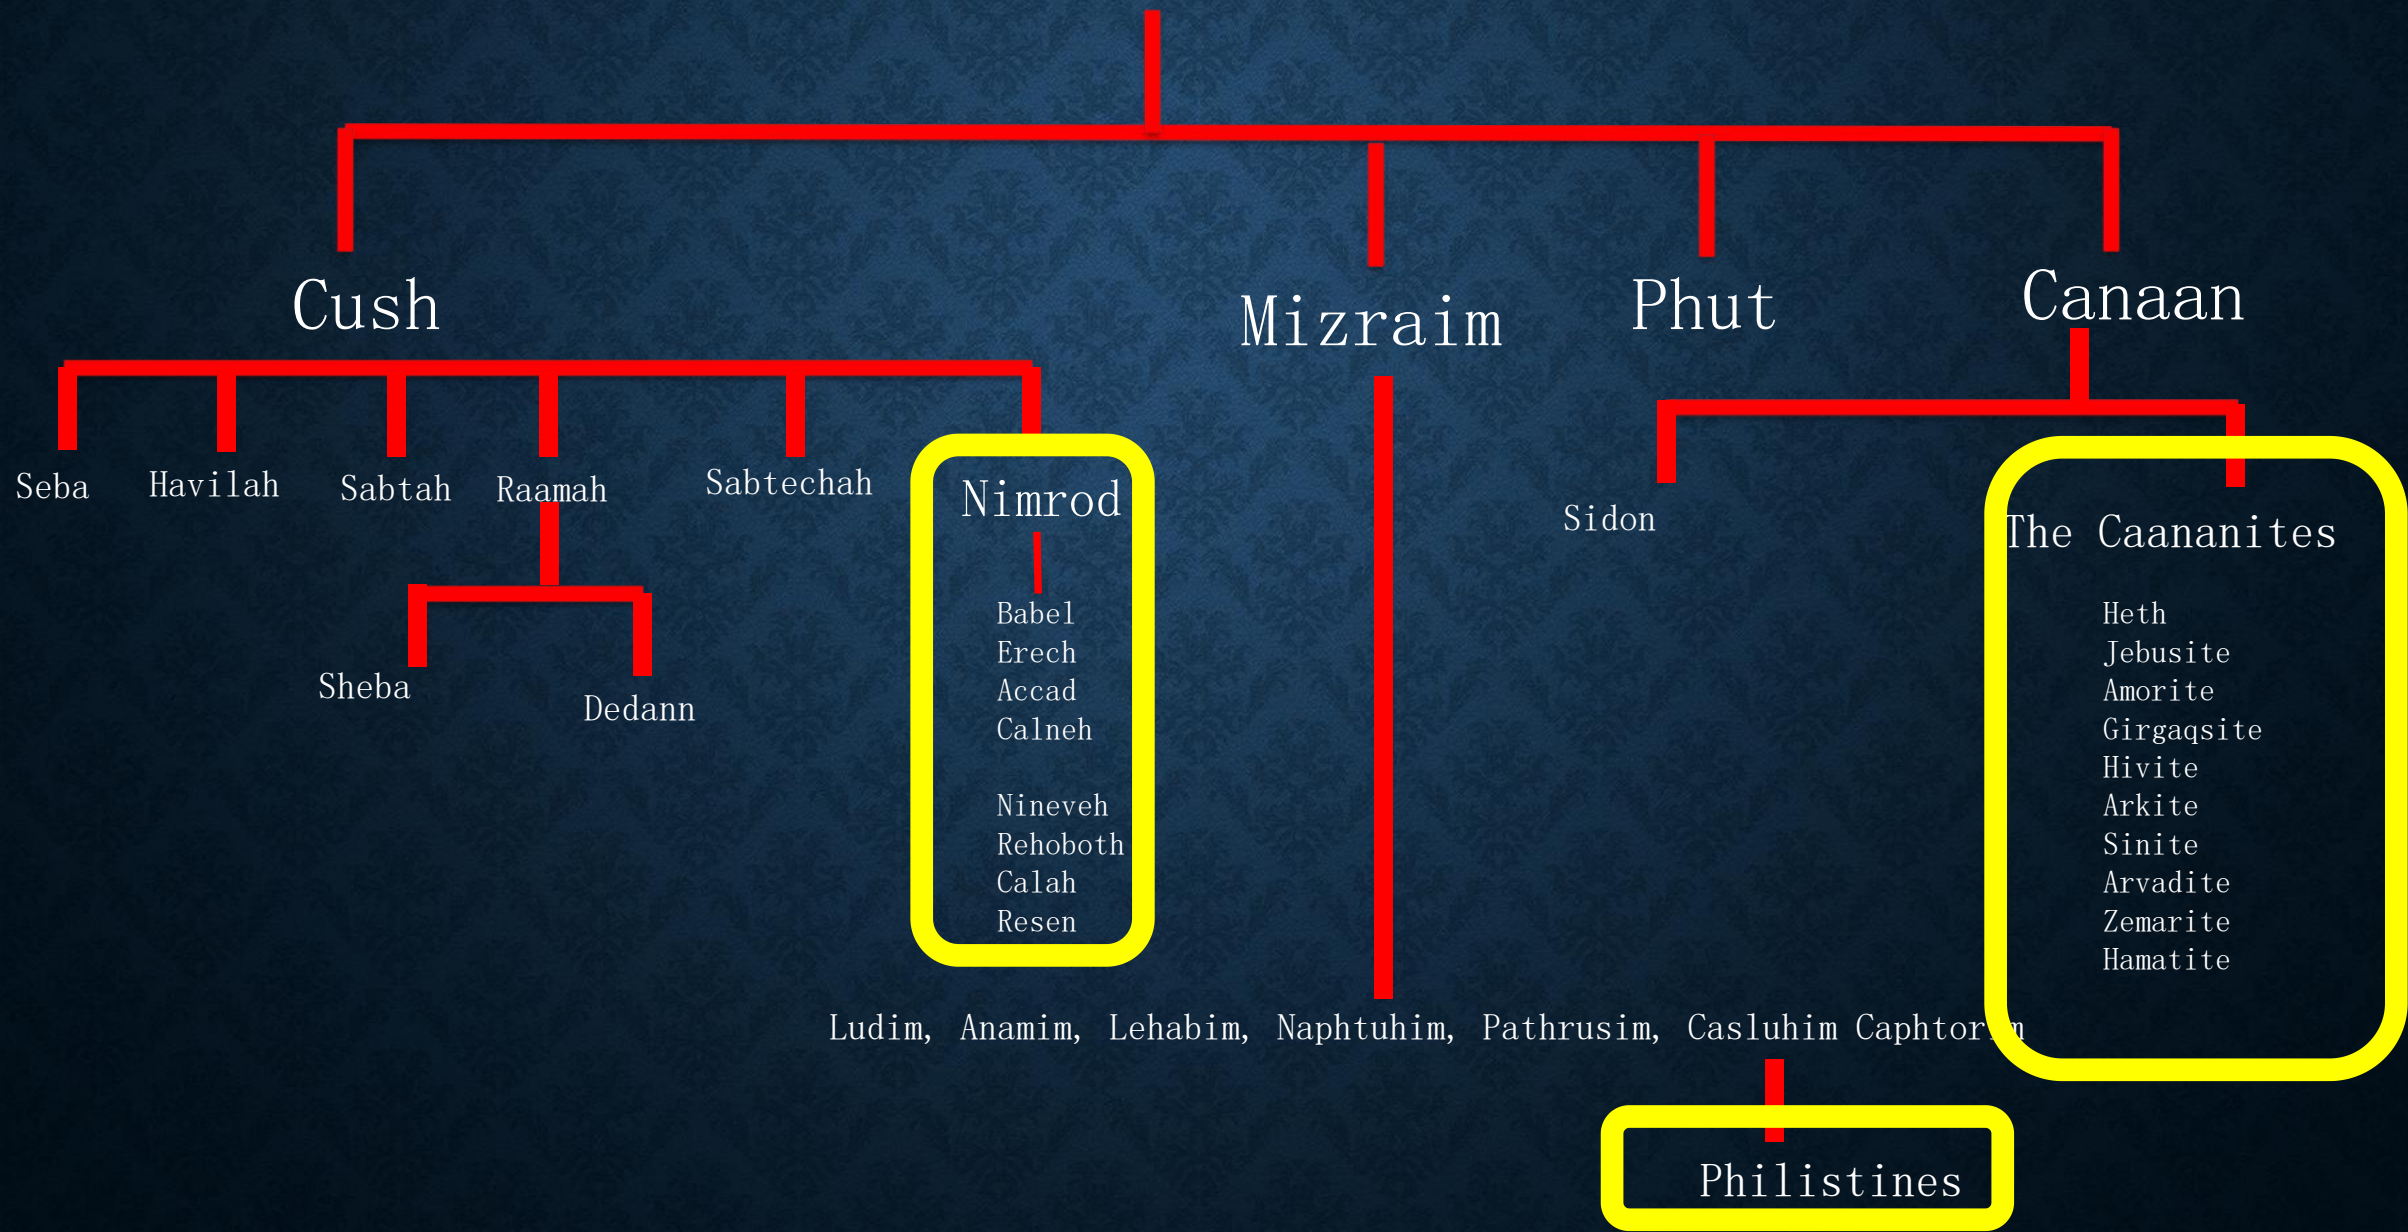 Cush
Mizraim
Phut
Canaan
Seba
Havilah
Sabtah
Raamah
Sabtechah
Nimrod
Sheba
Dedann
Babel
Erech
Accad
Calneh
Nineveh
Rehoboth
Calah
Resen
Sidon
The Caananites
Heth
Jebusite
Amorite
Girgaqsite
Hivite
Arkite
Sinite
Arvadite
Zemarite
Hamatite
Ludim, Anamim, Lehabim, Naphtuhim, Pathrusim, Casluhim Caphtorim
Philistines